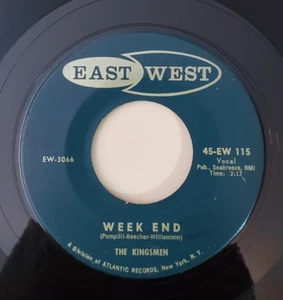 EAST WEST
EW-3066
45-EW 115
Vocal
Pub., Seabreeze, BMI
Time: 2:17
WEEK END
(Pompilli-Beecher-Williamson)
THE KINGSMEN
A Division of ATLANTIC RECORDS, New York, N. Y.